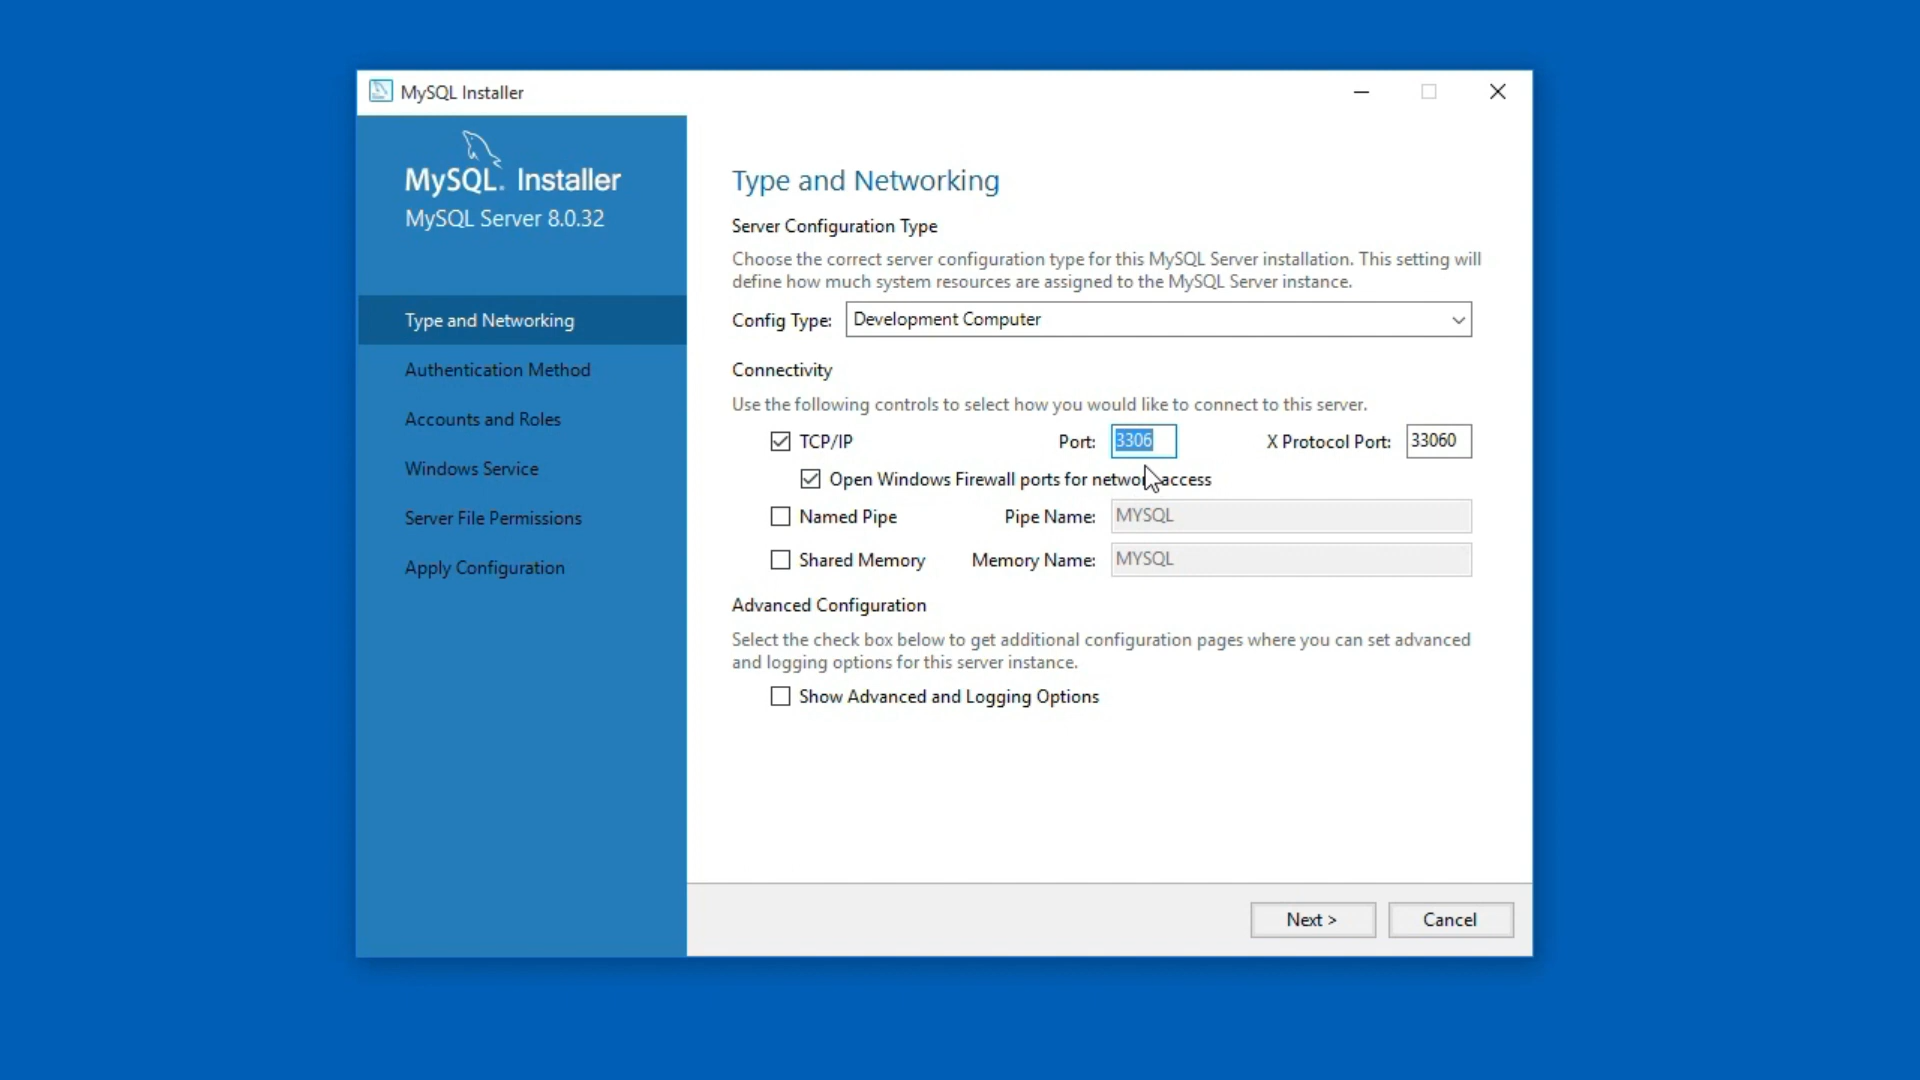 MySQL Installer
MySQL. Installer
MySQL Server 8.0.32
Type and Networking
Authentication Method
Accounts and Roles
Windows Service
Server File Permissions
Apply Configuration
Type and Networking
Server Configuration Type
Choose the correct server configuration type for this MySQL Server installation. This setting will
define how much system resources are assigned to the MySQL Server instance.
Config Type: Development Computer
Connectivity
Use the following controls to select how you would like to connect to this server.
TCP/IP Port: 3306 X Protocol Port: 33060
Open Windows Firewall ports for network access
Named Pipe Pipe Name: MYSQL
Shared Memory Memory Name: MYSQL
Advanced Configuration
Select the check box below to get additional configuration pages where you can set advanced
and logging options for this server instance.
Show Advanced and Logging Options
Next > Cancel